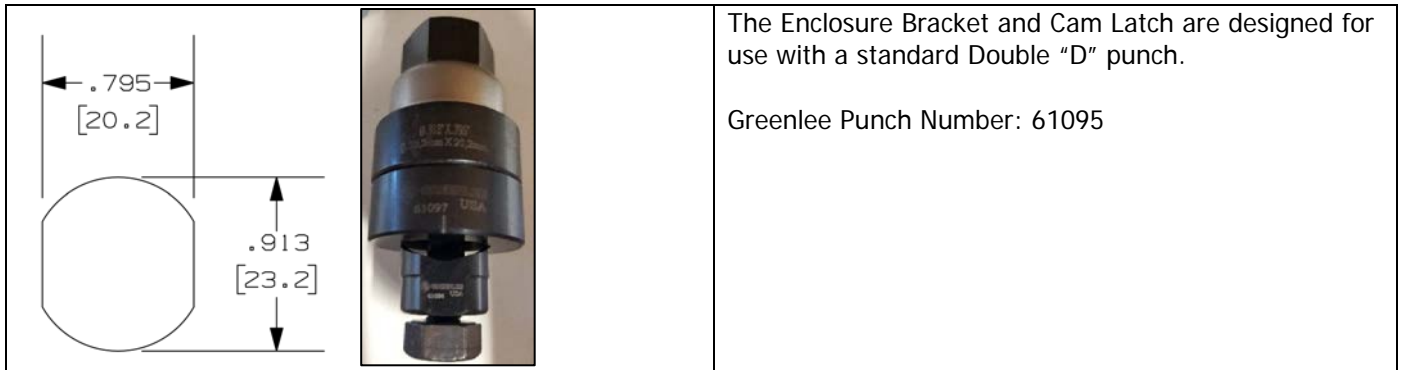 .795
[20.2]
.913
[23.2]
61097 USA
USA
The Enclosure Bracket and Cam Latch are designed for
use with a standard Double “D” punch.
Greenlee Punch Number: 61095